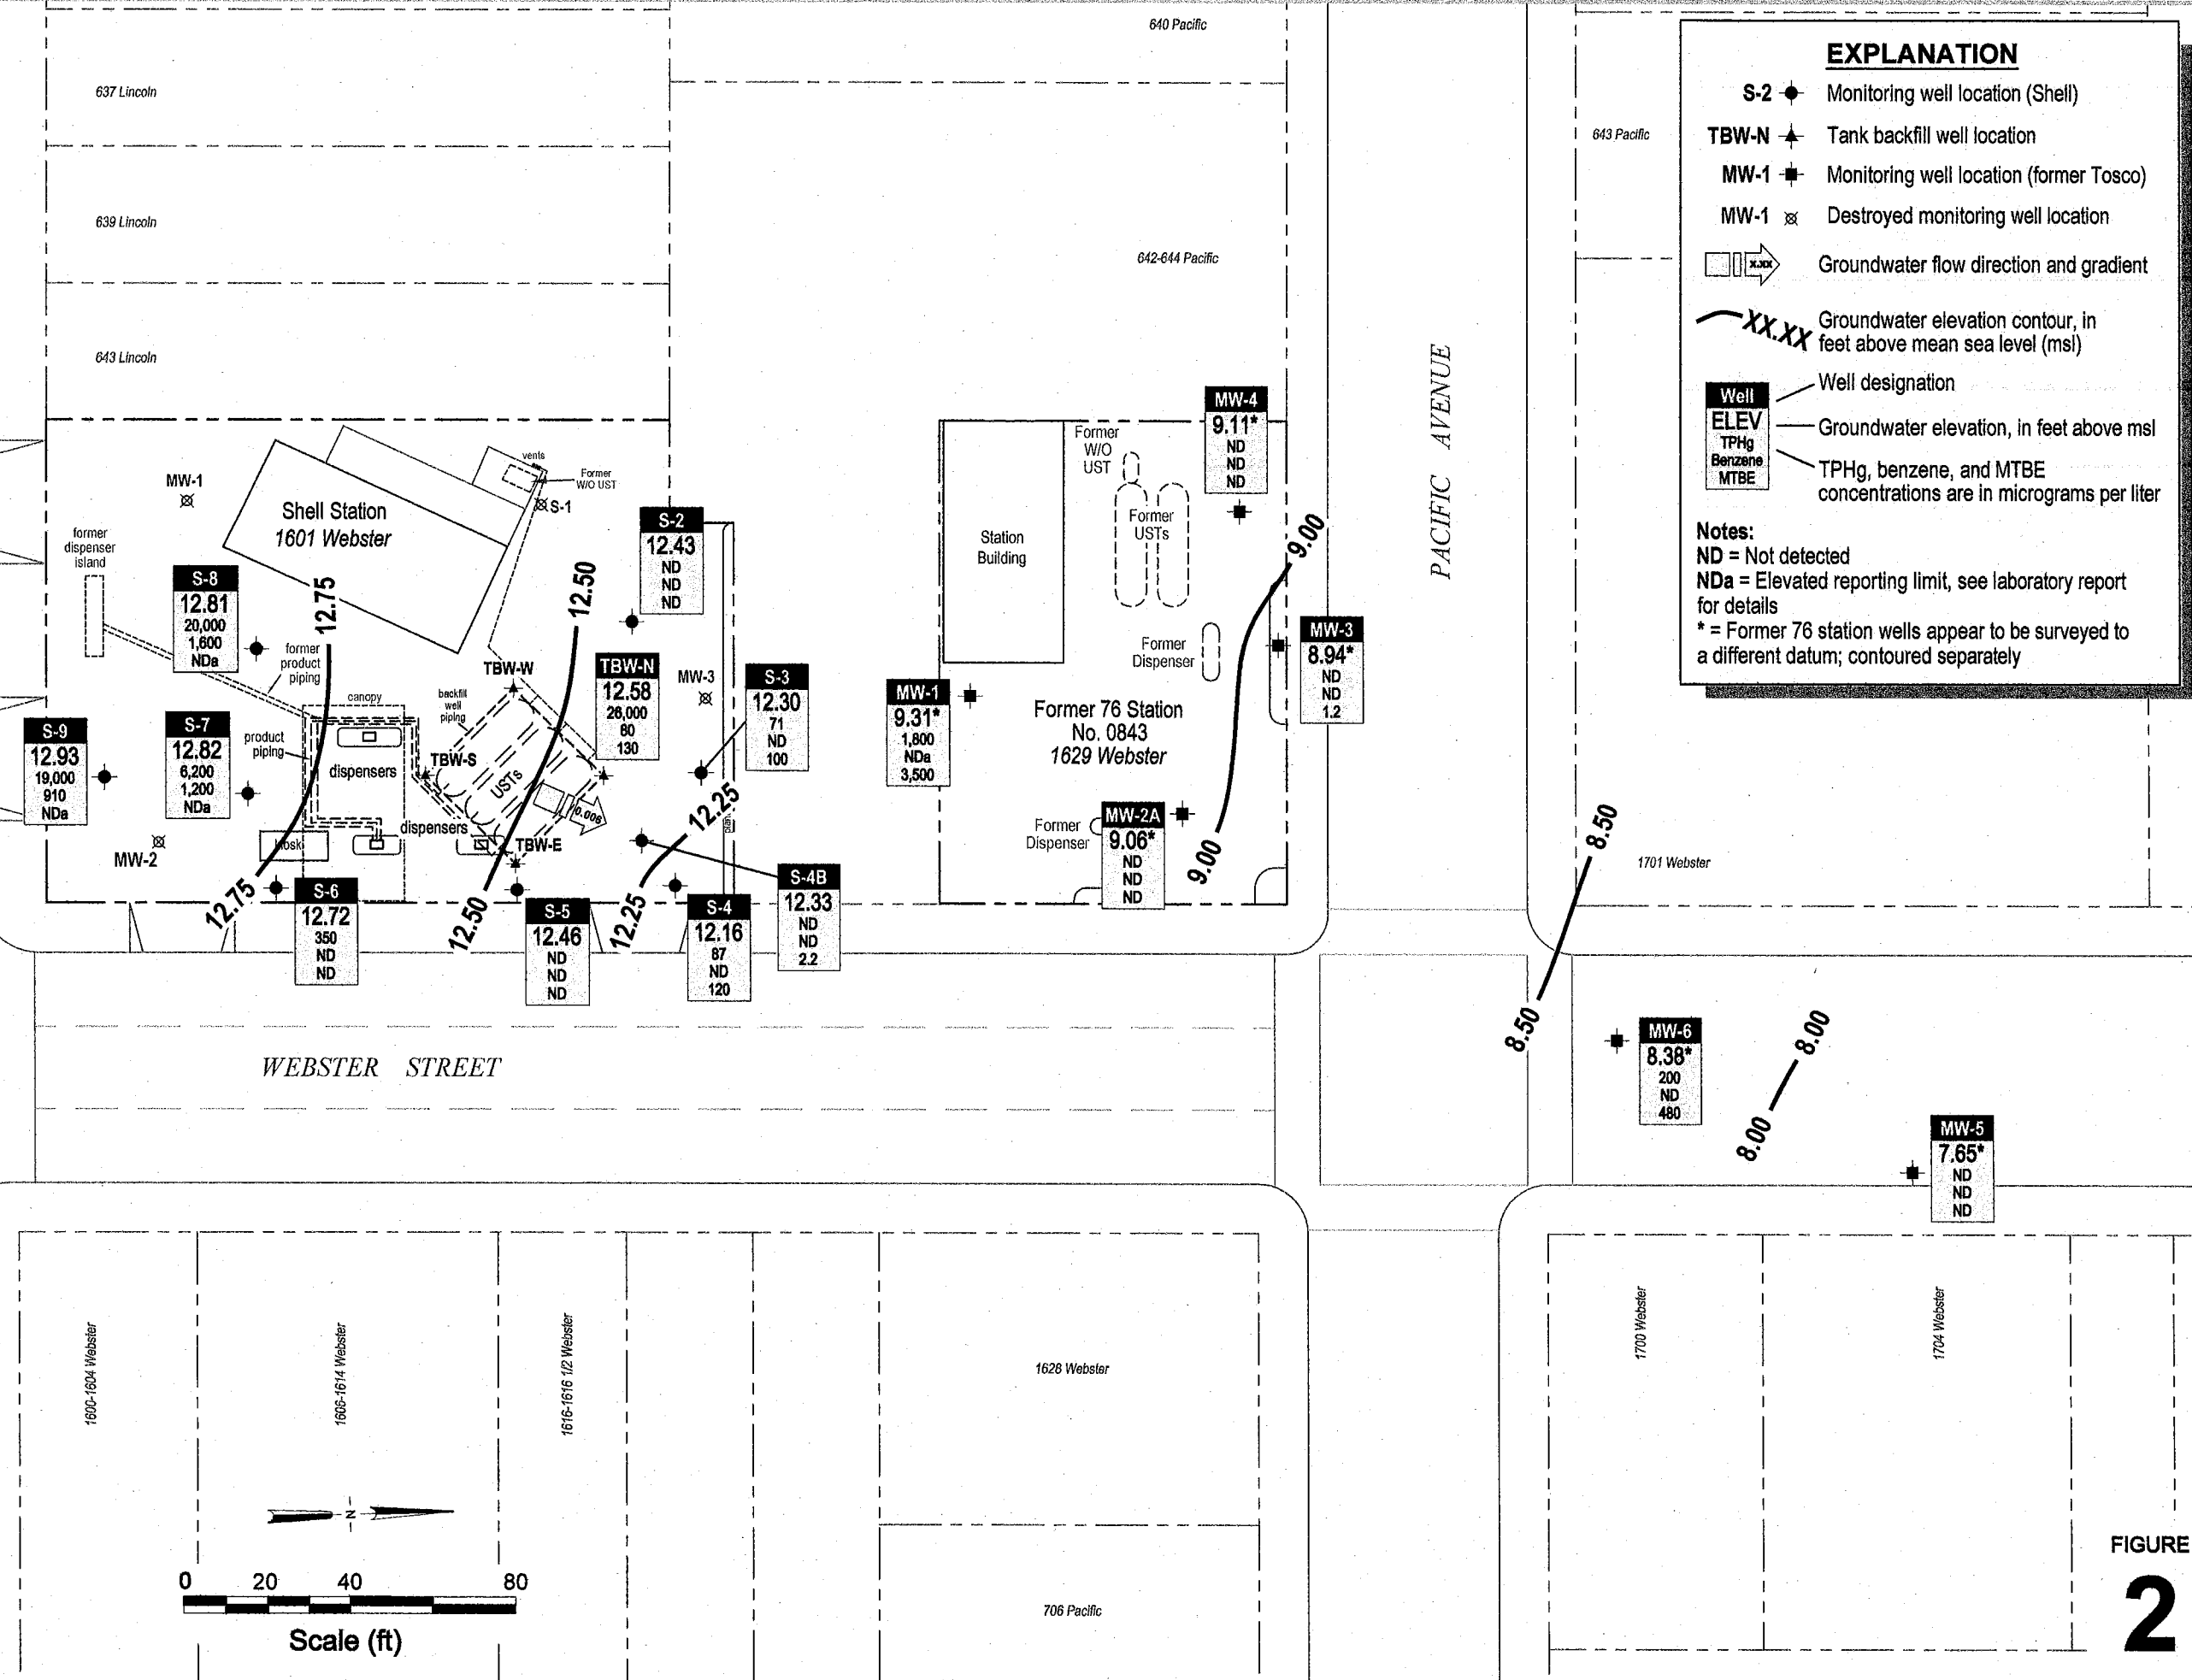 640 Pacific
637 Lincoln
639 Lincoln
643 Lincoln
642-644 Pacific
643 Pacific
PACIFIC AVENUE
EXPLANATION
S-2 Monitoring well location (Shell)
TBW-N Tank backfill well location
MW-1 Monitoring well location (former Tosco)
MW-1 Destroyed monitoring well location
x.xx Groundwater flow direction and gradient
XX.XX Groundwater elevation contour, in
feet above mean sea level (msl)
Well
ELEV
TPHg
Benzene
MTBE
Well designation
Groundwater elevation, in feet above msl
TPHg, benzene, and MTBE
concentrations are in micrograms per liter
Notes:
ND = Not detected
NDa = Elevated reporting limit, see laboratory report
for details
* = Former 76 station wells appear to be surveyed to
a different datum; contoured separately
MW-1
Shell Station
1601 Webster
vents
Former
W/O UST
S-1
former
dispenser
island
S-8
12.81
20,000
1,600
NDa
12.75
former
product
piping
12.50
S-2
12.43
ND
ND
ND
S-9
12.93
19,000
910
NDa
S-7
12.82
6,200
1,200
NDa
product
piping
canopy
dispensers
backfill
well
piping
TBW-W
TBW-S
USTs
TBW-N
12.58
26,000
80
130
MW-3
S-3
12.30
71
ND
100
0.006
12.25
MW-2
kiosk
dispensers
TBW-E
12.75
S-6
12.72
350
ND
ND
12.50
S-5
12.46
ND
ND
ND
12.25
S-4
12.16
87
ND
120
S-4B
12.33
ND
ND
2.2
Station
Building
Former
W/O
UST
Former
USTs
MW-4
9.11*
ND
ND
ND
9.00
Former
Dispenser
MW-3
8.94*
ND
ND
1.2
MW-1
9.31*
1,800
NDa
3,500
Former 76 Station
No. 0843
1629 Webster
Former
Dispenser
MW-2A
9.06*
ND
ND
ND
9.00
8.50
1701 Webster
8.50
MW-6
8.38*
200
ND
480
8.00
8.00
MW-5
7.65*
ND
ND
ND
WEBSTER STREET
1600-1604 Webster
1606-1614 Webster
1616-1616 1/2 Webster
1628 Webster
706 Pacific
1700 Webster
1704 Webster
N
0 20 40 80
Scale (ft)
FIGURE
2